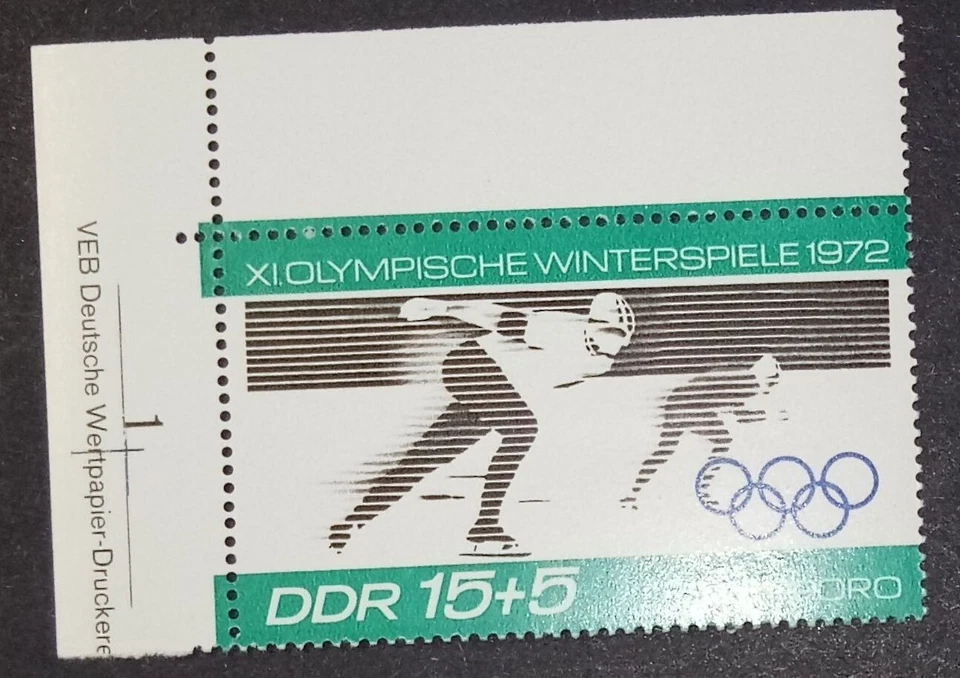 XI. OLYMPISCHE WINTERSPIELE 1972
DDR 15+5
VEB Deutsche Wertpapier-Druckere
1